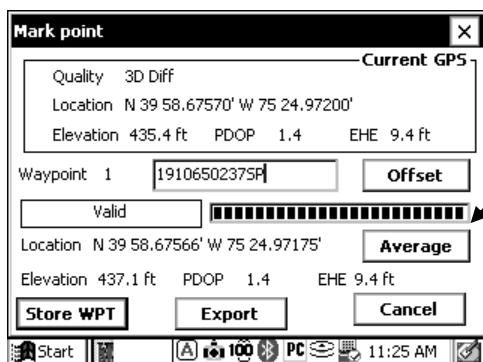 Mark point
Current GPS
Quality 3D Diff
Location N 39 58.67570' W 75 24.97200'
Elevation 435.4 ft PDOP 1.4 EHE 9.4 ft
Waypoint 1 1910650237SP Offset
Valid
Location N 39 58.67566' W 75 24.97175' Average
Elevation 437.1 ft PDOP 1.4 EHE 9.4 ft
Store WPT Export Cancel
Start A 100 PC 11:25 AM